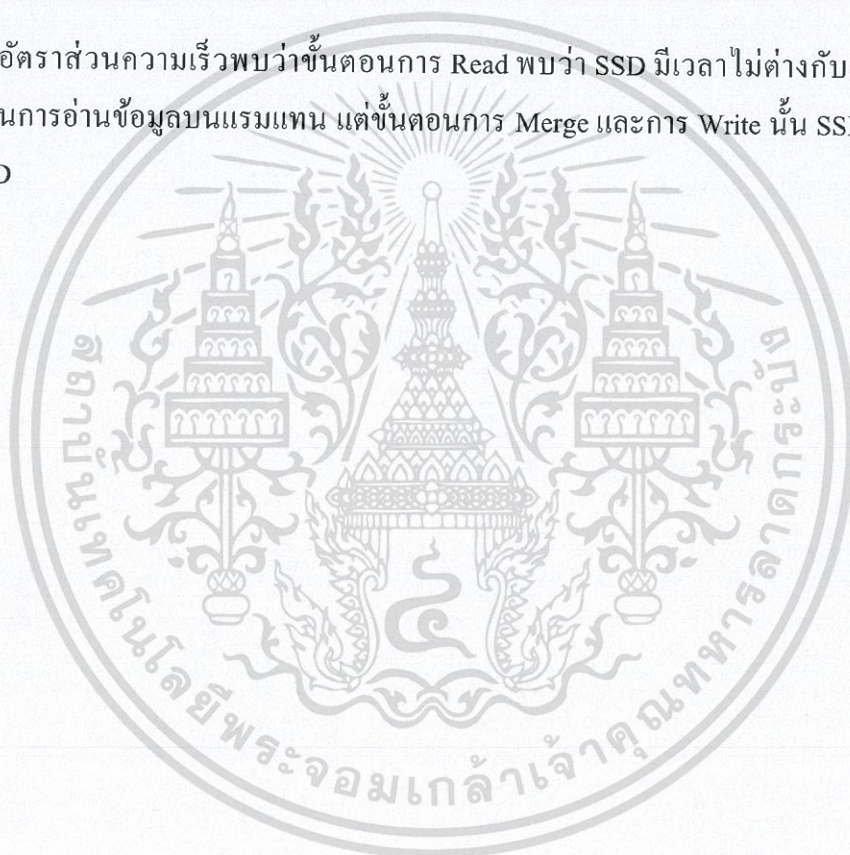 อัตราส่วนความเร็วพบว่าขั้นตอนการ Read พบว่า SSD มีเวลาไม่ต่างกับ
นการอ่านข้อมูลบนแรมแทน แต่ขั้นตอนการ Merge และการ Write นั้น SS
D
สถาบันเทคโนโลยีพระจอมเกล้าเจ้าคุณทหารลาดกระบัง